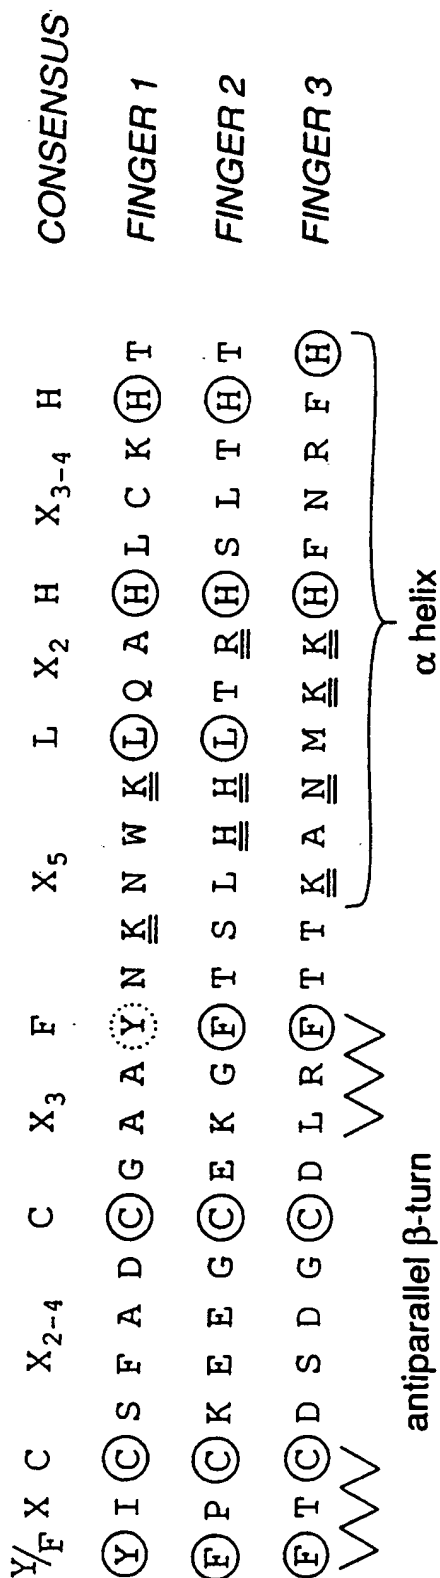 Y/F X C X₂₋₄ C X₃ F X₅ L X₂ H X₃₋₄ H CONSENSUS
Y I C S F A D C G A A Y N K N W K L Q A H L C K H T FINGER 1
F P C K E E G C E K G F T S L H H L T R H S L T H T FINGER 2
F T C D S D G C D L R F T T K A N M K K H F N R F H FINGER 3
antiparallel β-turn α helix